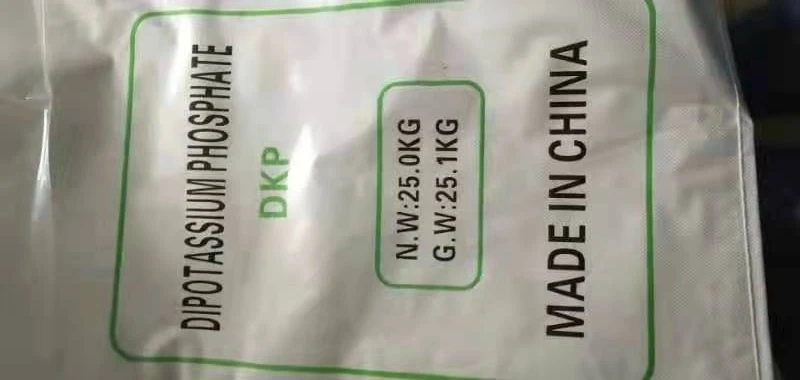 DIPOTASSIUM PHOSPHATE
DKP
N.W:25.0KG
G.W:25.1KG
MADE IN CHINA